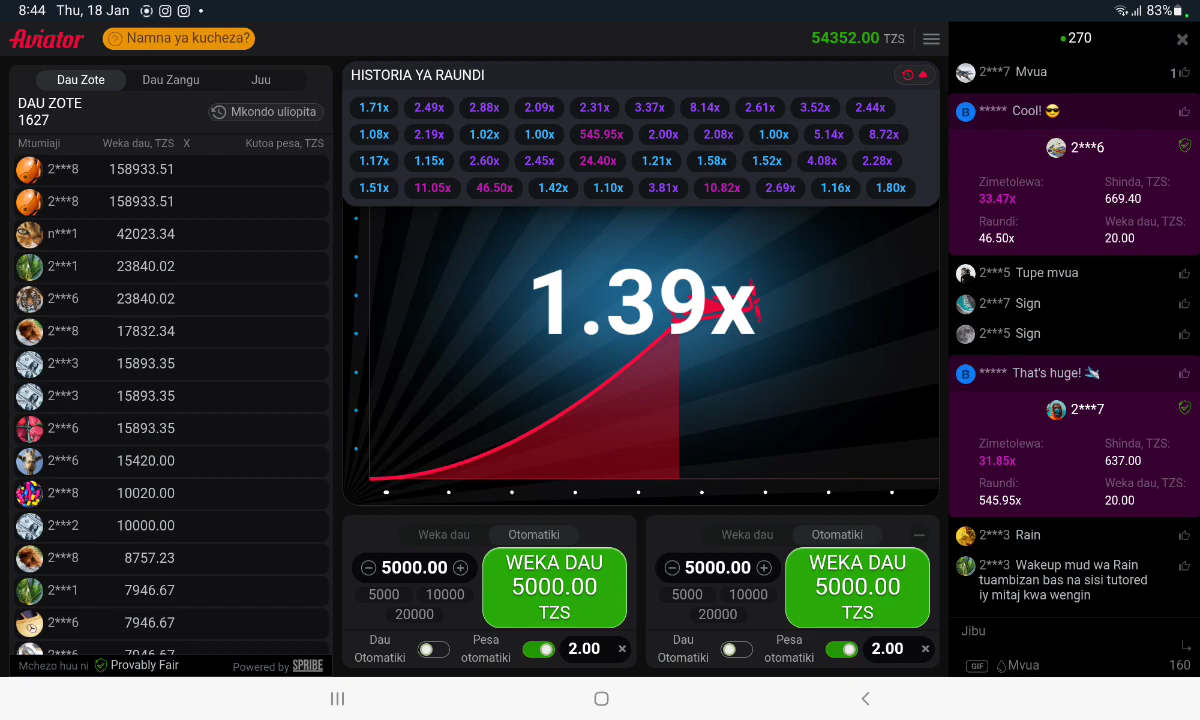 8:44 Thu, 18 Jan
83%
Aviator
Namna ya kucheza?
54352.00 TZS
Dau Zote Dau Zangu Juu
DAU ZOTE
1627
Mkondo uliopita
Mtumiaji Weka dau, TZS X Kutoa pesa, TZS
2***8 158933.51
2***8 158933.51
n***1 42023.34
2***1 23840.02
2***6 23840.02
2***8 17832.34
2***3 15893.35
2***3 15893.35
2***6 15893.35
2***6 15420.00
2***8 10020.00
2***2 10000.00
2***8 8757.23
2***1 7946.67
2***6 7946.67
2***6 7946.67
Mchezo huu ni Provably Fair Powered by SPRIBE
HISTORIA YA RAUNDI
1.71x 2.49x 2.88x 2.09x 2.31x 3.37x 8.14x 2.61x 3.52x 2.44x
1.08x 2.19x 1.02x 1.00x 545.95x 2.00x 2.08x 1.00x 5.14x 8.72x
1.17x 1.15x 2.60x 2.45x 24.40x 1.21x 1.58x 1.52x 4.08x 2.28x
1.51x 11.05x 46.50x 1.42x 1.10x 3.81x 10.82x 2.69x 1.16x 1.80x
1.39x
Weka dau Otomatiki
5000.00
5000 10000
20000
WEKA DAU
5000.00
TZS
Dau
Otomatiki
Pesa
otomatiki
2.00
Weka dau Otomatiki
5000.00
5000 10000
20000
WEKA DAU
5000.00
TZS
Dau
Otomatiki
Pesa
otomatiki
2.00
270
2***7 Mvua
1
B ***** Cool! 😎
2***6
Zimetolewa: Shinda, TZS:
33.47x 669.40
Raundi: Weka dau, TZS:
46.50x 20.00
2***5 Tupe mvua
2***7 Sign
2***5 Sign
B ***** That's huge! 🛩
2***7
Zimetolewa: Shinda, TZS:
31.85x 637.00
Raundi: Weka dau, TZS:
545.95x 20.00
2***3 Rain
2***3 Wakeup mud wa Rain
tuambizan bas na sisi tutored
iy mitaj kwa wengin
Jibu
GIF Mvua 160